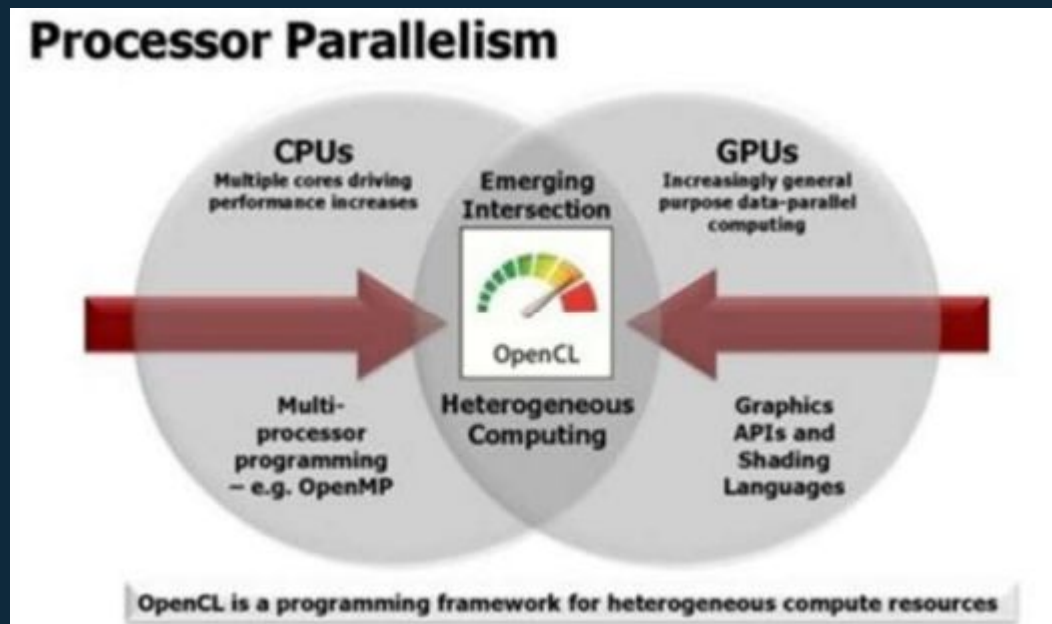 Processor Parallelism
CPUs
Multiple cores driving
performance increases
Emerging
Intersection
GPUs
Increasingly general
purpose data-parallel
computing
OpenCL
Multi-
processor
programming
– e.g. OpenMP
Heterogeneous
Computing
Graphics
APIs and
Shading
Languages
OpenCL is a programming framework for heterogeneous compute resources